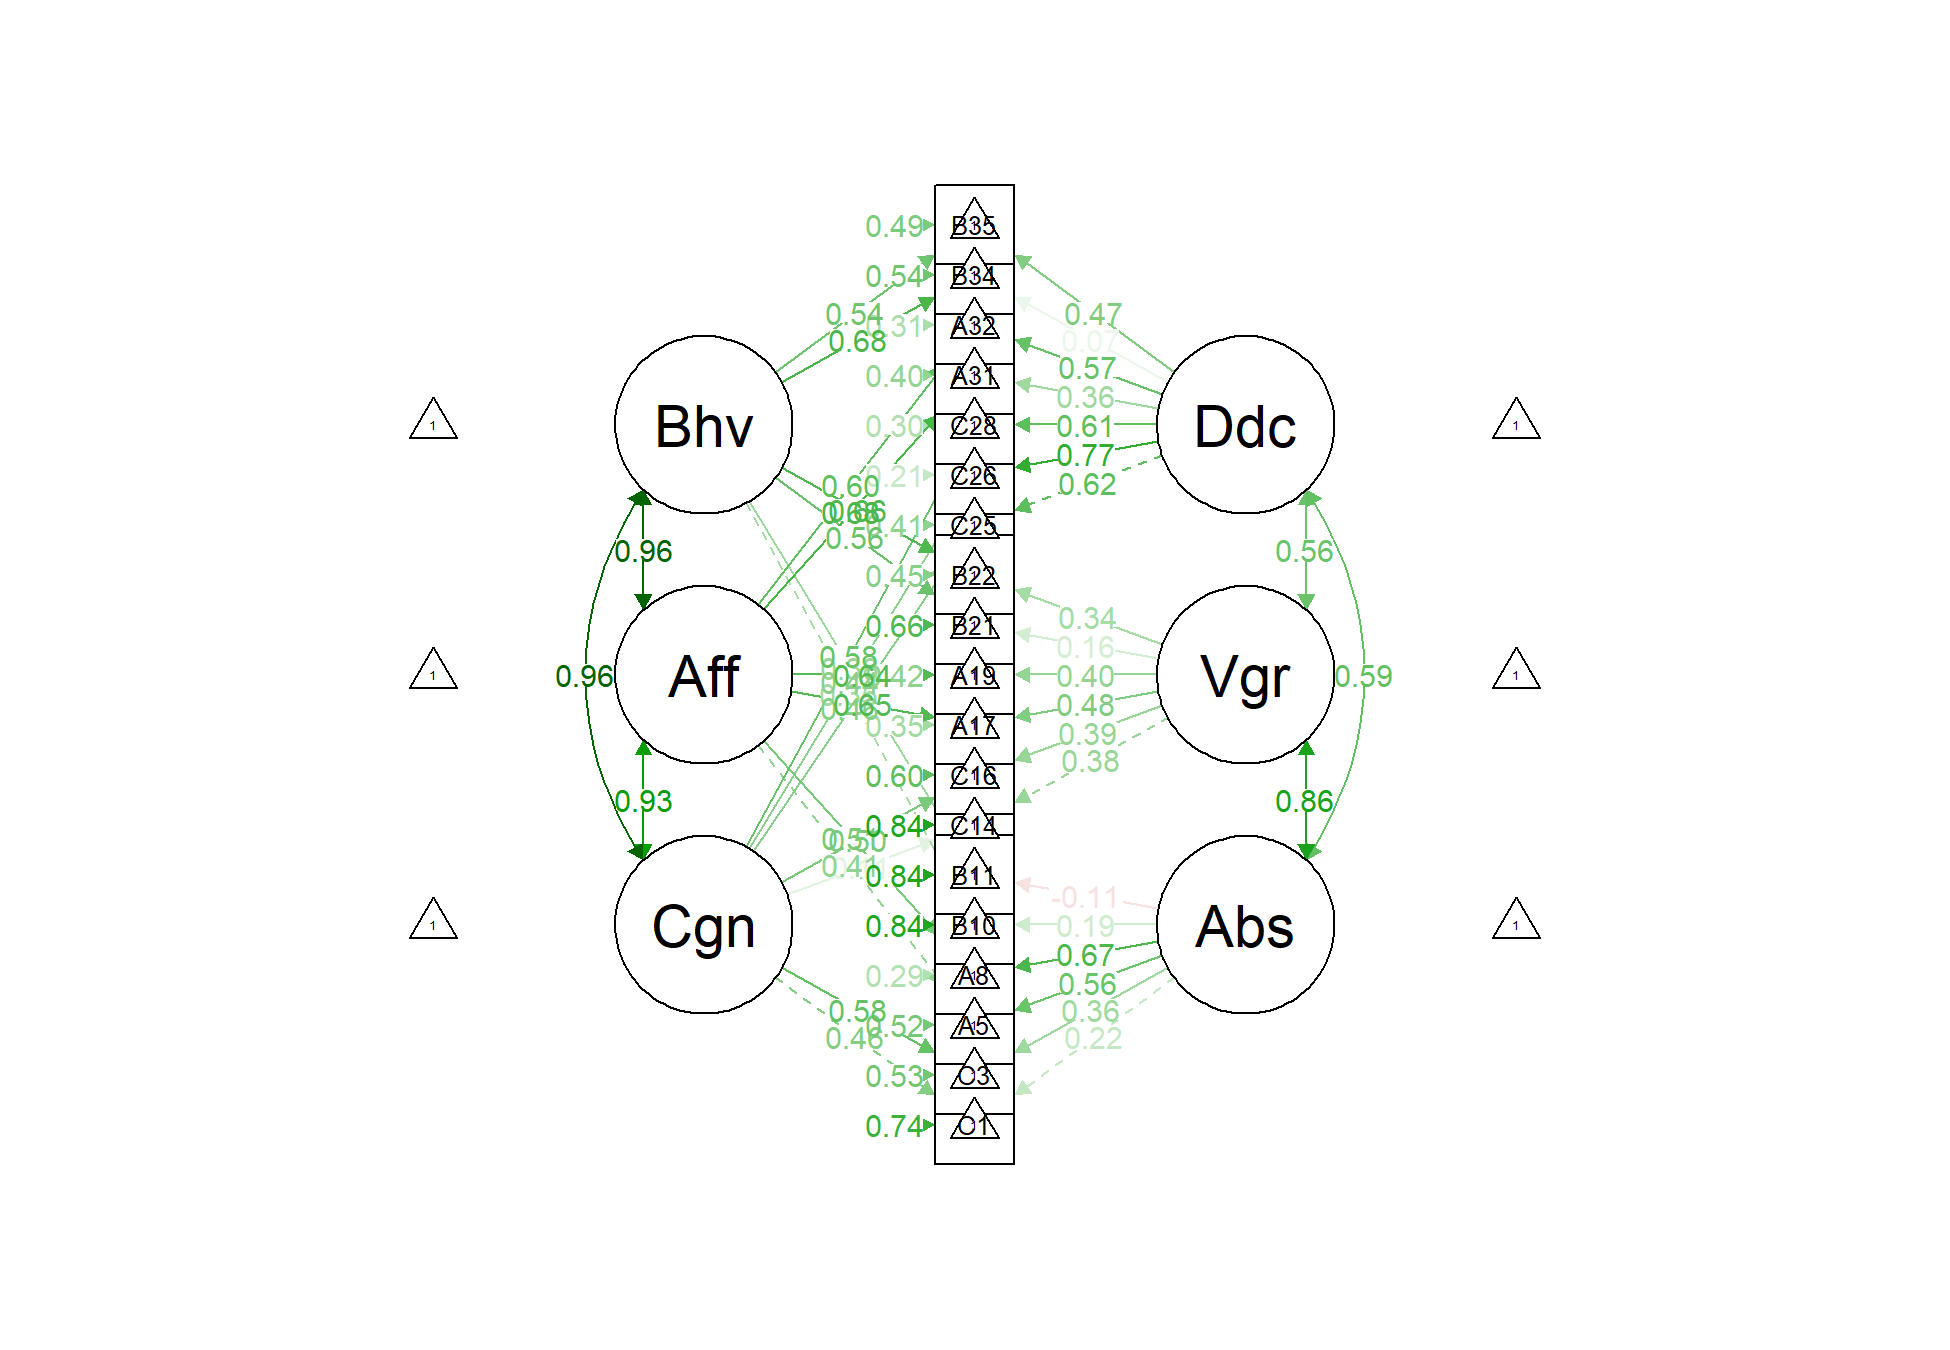 0.49 B35
0.54 B34
0.54 0.31 A32 0.47
0.68 0.07
0.40 A31 0.57
0.36
Bhv 0.30 C28 0.61 Ddc
1 1
0.60 0.21 C26 0.77
0.62
0.68 0.66 0.41 C25
0.56
0.96 0.56
0.45 B22
0.66 B21 0.34
0.16
0.58
Aff 0.64 0.42 A19 0.40 Vgr
0.96 0.59
1 1
0.65 0.35 A17 0.48
0.39
0.60 C16 0.38
0.93 0.86
0.84 C14
0.51 0.50
0.41
0.84 B11 -0.11
Cgn 0.84 B10 0.19 Abs
1 1
0.67
0.29 A8 0.56
0.58 0.52 A5 0.36
0.46 0.22
0.53 O3
0.74 O1